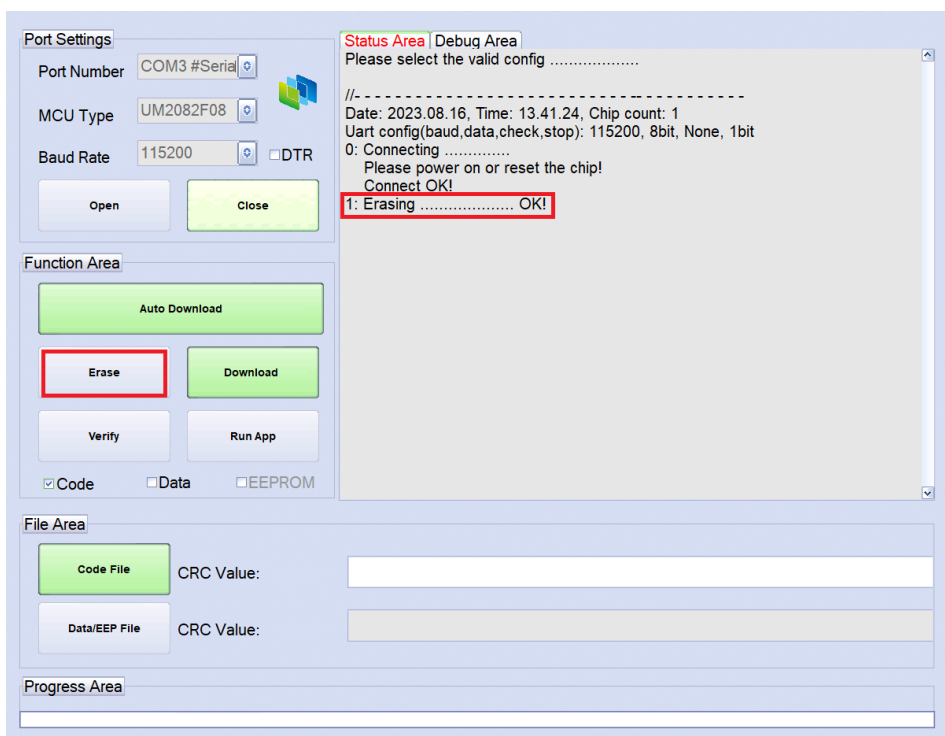 Port Settings
Port Number COM3 #Serial
MCU Type UM2082F08
Baud Rate 115200 DTR
Open Close
Function Area
Auto Download
Erase Download
Verify Run App
Code Data EEPROM
Status Area Debug Area
Please select the valid config ...................
//- - - - - - - - - - - - - - - - - - - - - - - - - - - - -- - - - - - - - - - -
Date: 2023.08.16, Time: 13.41.24, Chip count: 1
Uart config(baud,data,check,stop): 115200, 8bit, None, 1bit
0: Connecting ..............
Please power on or reset the chip!
Connect OK!
1: Erasing .................... OK!
File Area
Code File CRC Value:
Data/EEP File CRC Value:
Progress Area